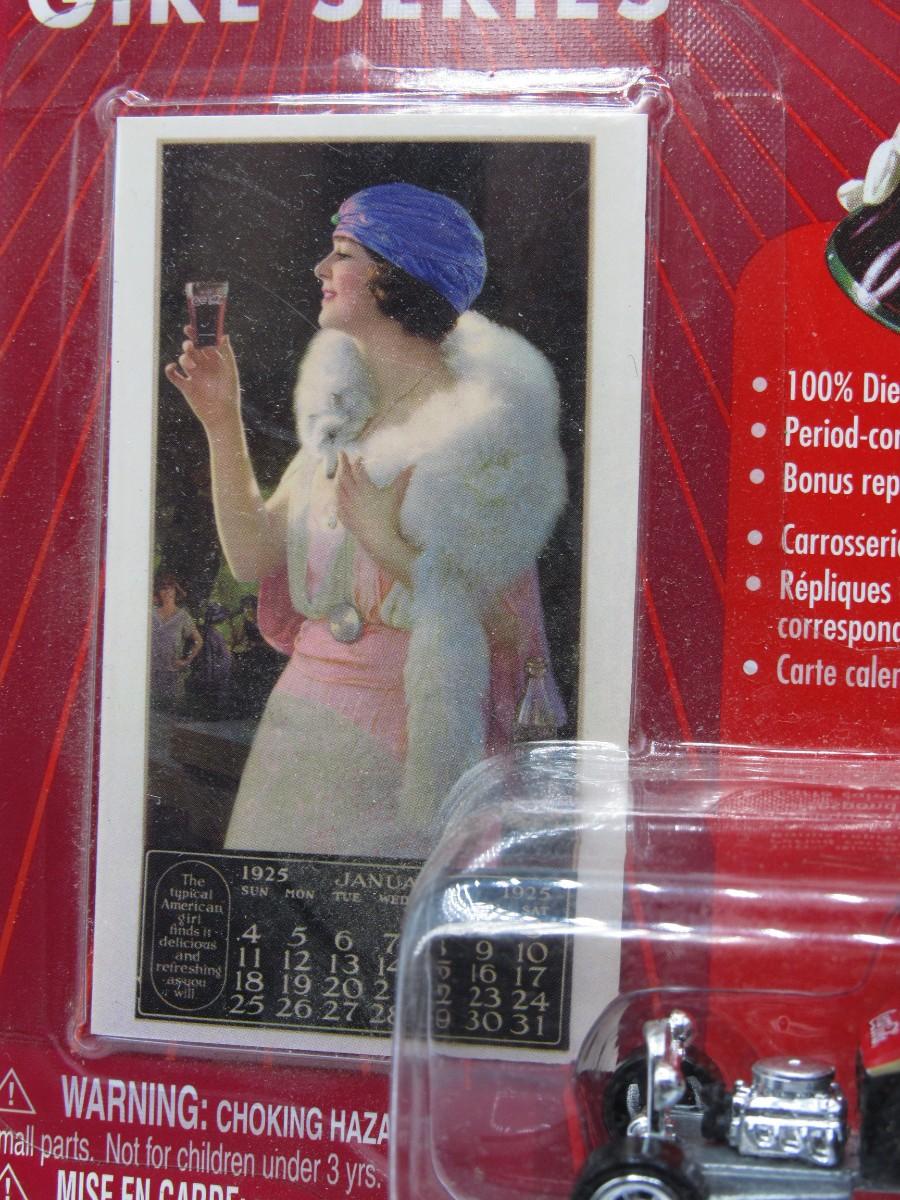 GIRL SERIES
100% Die
Period-cor
Bonus rep
Carrosserie
Répliques
correspond
Carte caler
The
typical
American
girl
finds it
delicious
and
refreshing
as you
will
1925 JANUA 1925
SUN MON TUE WED SAT
4 5 6 7 9 10
11 12 13 14 16 17
18 19 20 2 23 24
25 26 27 28 30 31
WARNING: CHOKING HAZA
mall parts. Not for children under 3 yrs.
MISE EN GARDE: